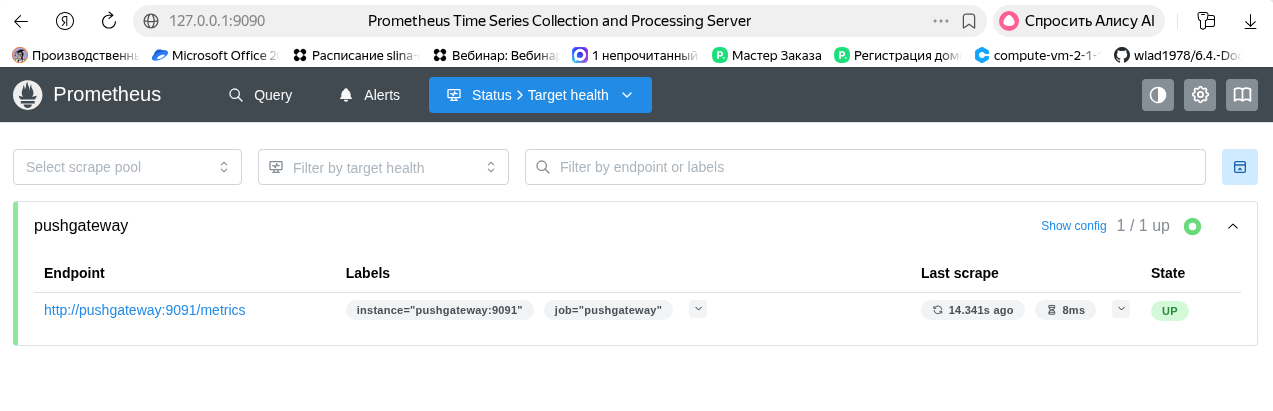 Я 127.0.0.1:9090 Prometheus Time Series Collection and Processing Server Спросить Алису AI
Производственн Microsoft Office 2 Расписание slina- Вебинар: Вебина 1 непрочитанный Мастер Заказа Регистрация дом compute-vm-2-1- wlad1978/6.4.-Doc
Prometheus Query Alerts Status > Target health
Select scrape pool Filter by target health Filter by endpoint or labels
pushgateway Show config 1 / 1 up
Endpoint Labels Last scrape State
http://pushgateway:9091/metrics instance="pushgateway:9091" job="pushgateway" 14.341s ago 8ms UP